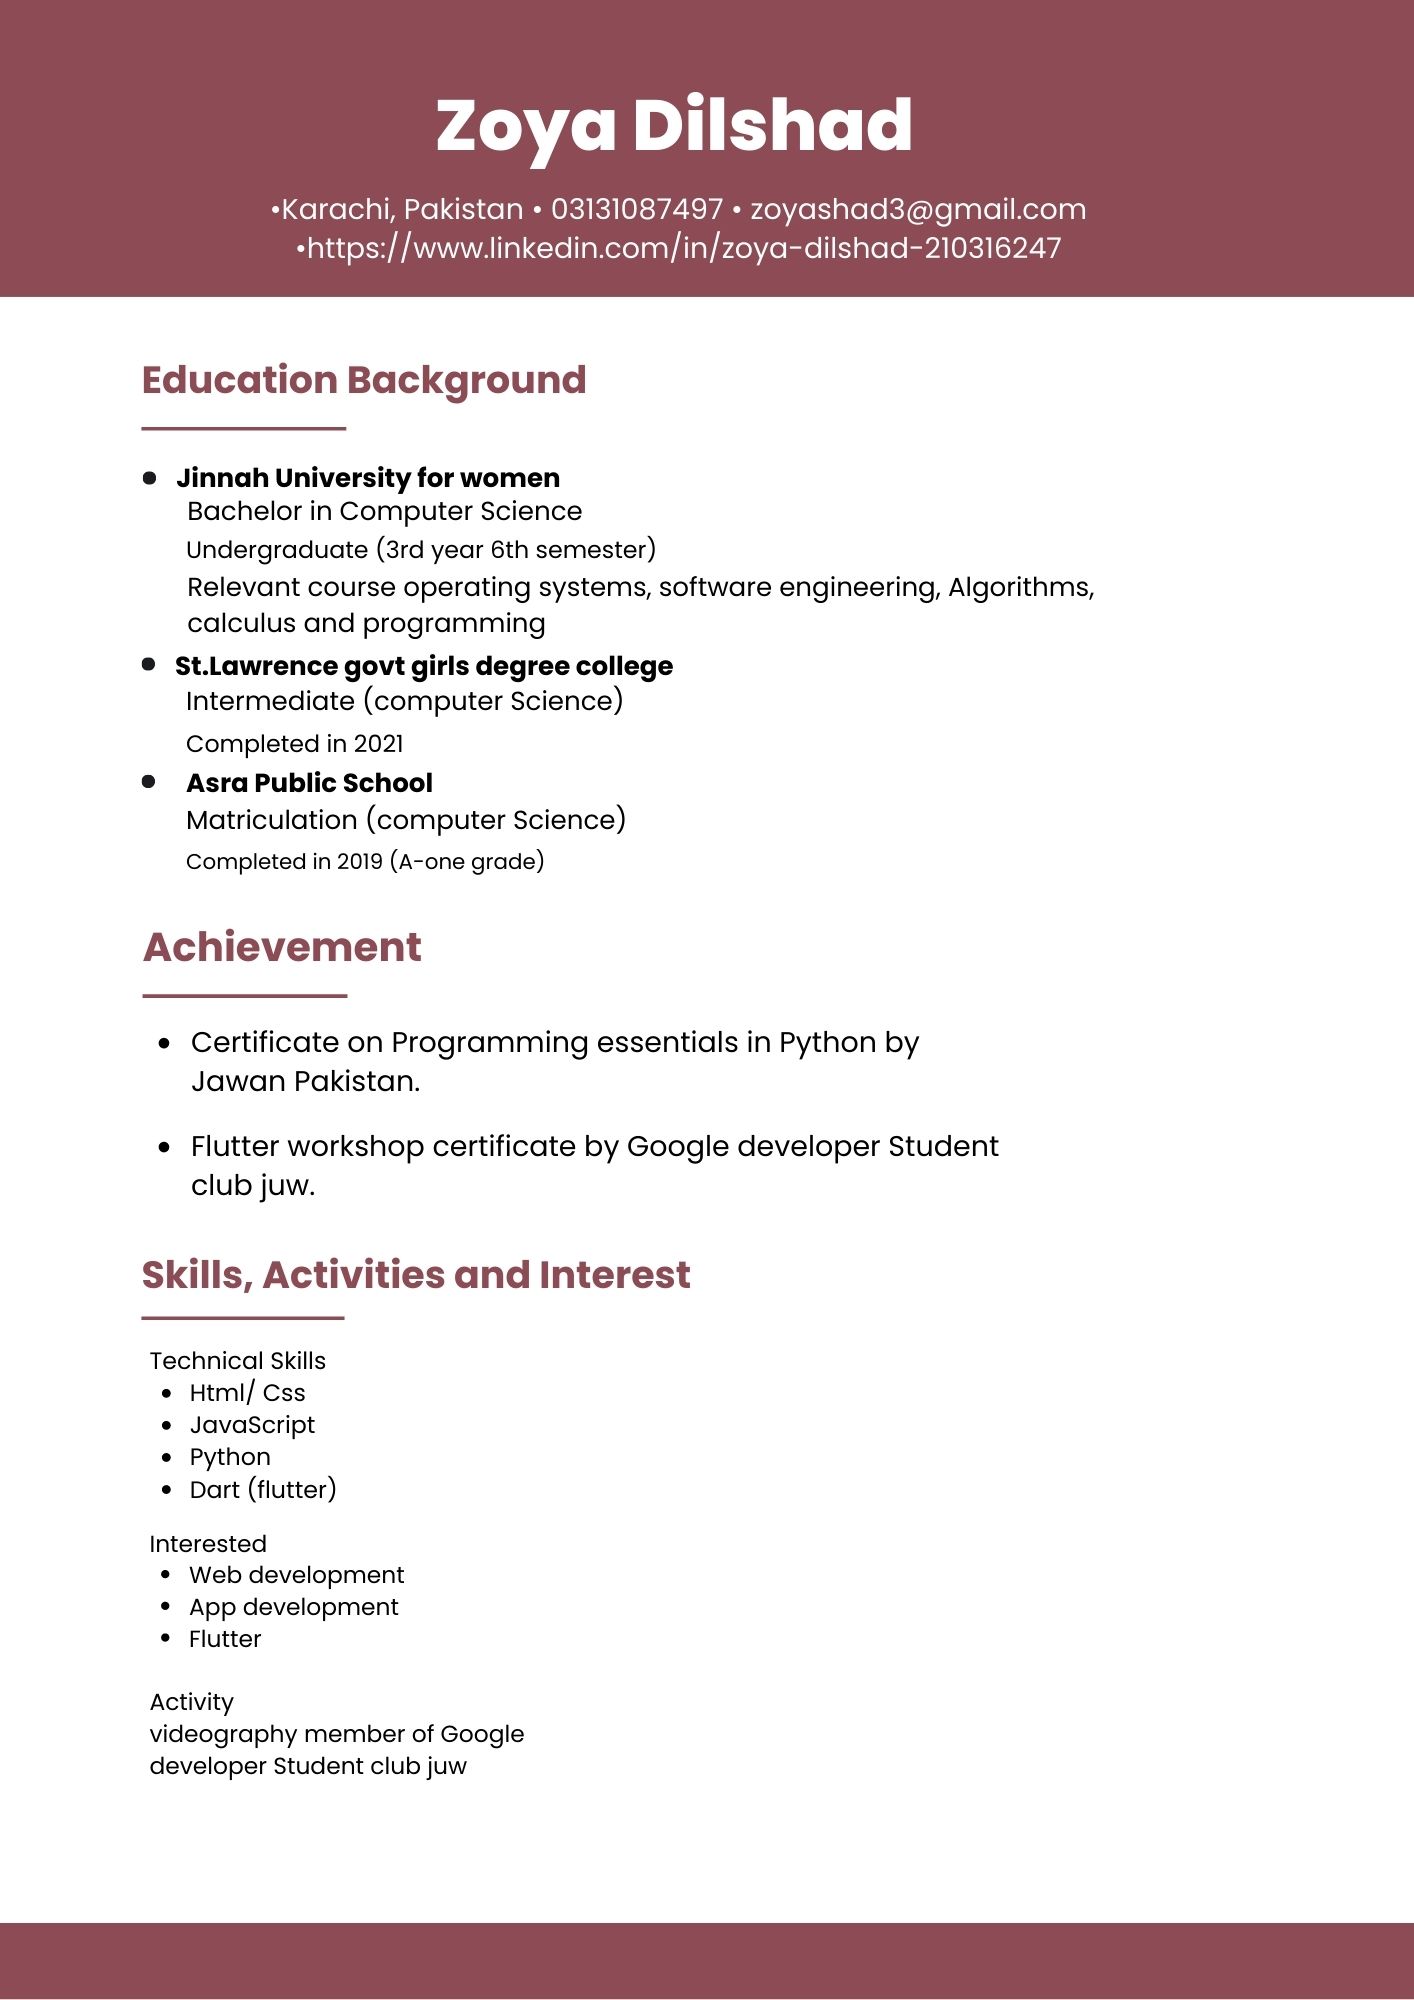 Zoya Dilshad
•Karachi, Pakistan • 03131087497 • zoyashad3@gmail.com
•https://www.linkedin.com/in/zoya-dilshad-210316247
Education Background
• Jinnah University for women
Bachelor in Computer Science
Undergraduate (3rd year 6th semester)
Relevant course operating systems, software engineering, Algorithms,
calculus and programming
• St.Lawrence govt girls degree college
Intermediate (computer Science)
Completed in 2021
• Asra Public School
Matriculation (computer Science)
Completed in 2019 (A-one grade)
Achievement
• Certificate on Programming essentials in Python by
Jawan Pakistan.
• Flutter workshop certificate by Google developer Student
club juw.
Skills, Activities and Interest
Technical Skills
• Html/ Css
• JavaScript
• Python
• Dart (flutter)
Interested
• Web development
• App development
• Flutter
Activity
videography member of Google
developer Student club juw